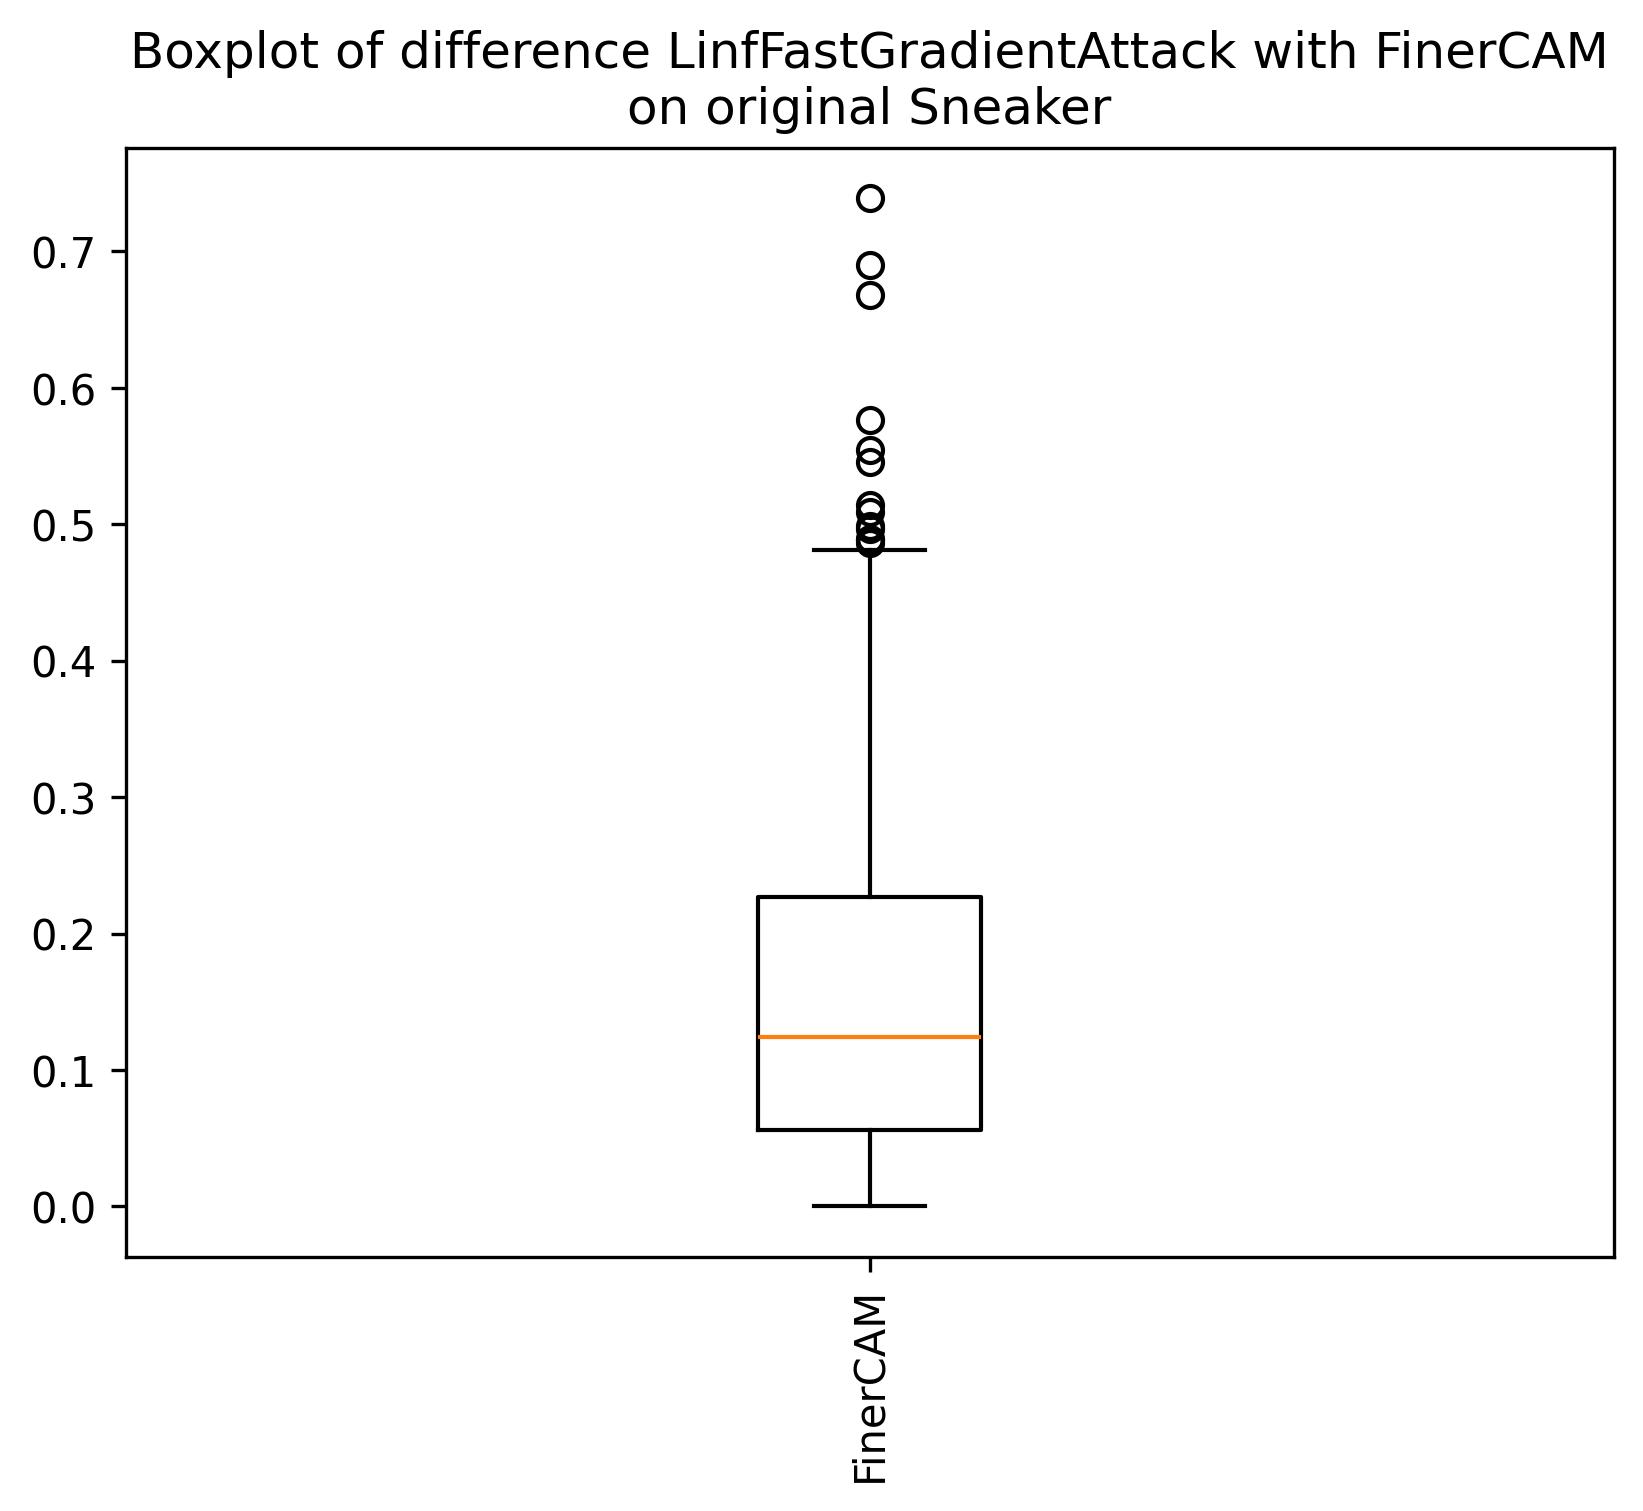 Boxplot of difference LinfFastGradientAttack with FinerCAM
on original Sneaker
0.7
0.6
0.5
0.4
0.3
0.2
0.1
0.0
FinerCAM